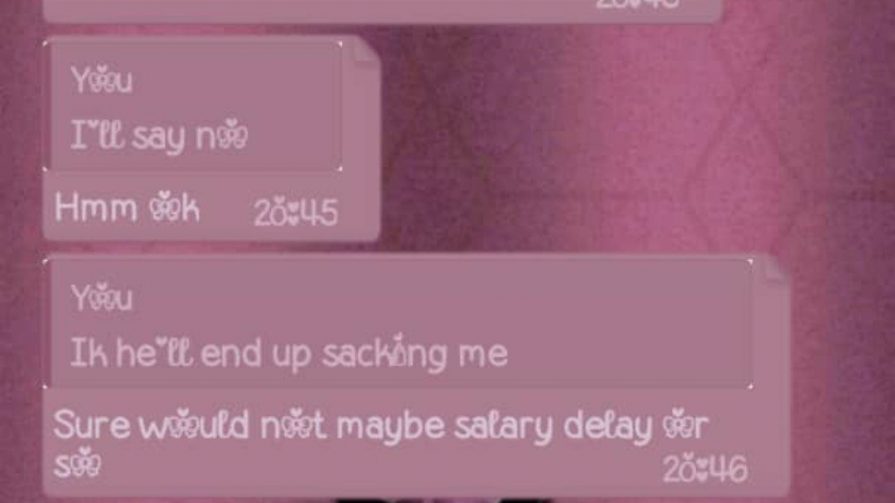 You
I'll say no
Hmm ok 20:45
You
Ik he'll end up sacking me
Sure would not maybe salary delay or
so 20:46